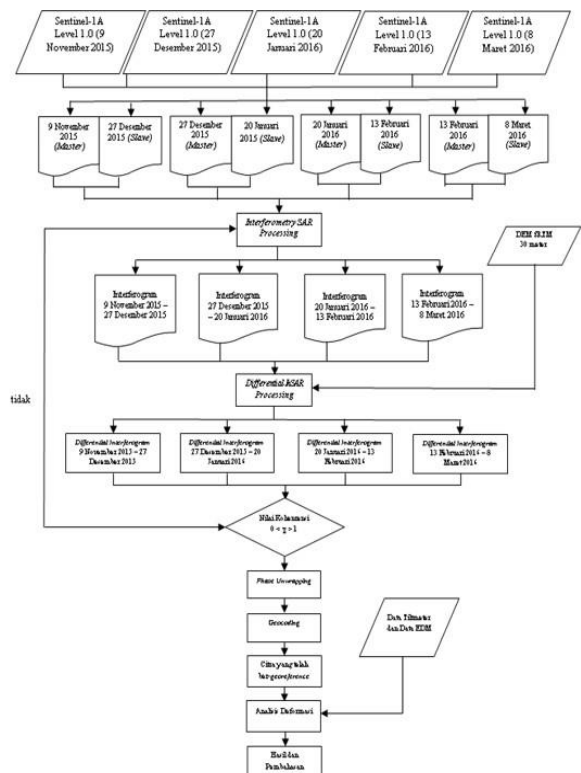 Sentinel-1A
Level 1.0 (9
November 2015)
Sentinel-1A
Level 1.0 (27
Desember 2015)
Sentinel-1A
Level 1.0 (20
Januari 2016)
Sentinel-1A
Level 1.0 (13
Februari 2016)
Sentinel-1A
Level 1.0 (8
Maret 2016)
9 November
2015
(Master)
27 Desember
2015 (Slave)
27 Desember
2015
(Master)
20 Januari
2015 (Slave)
20 Januari
2016
(Master)
13 Februari
2016
(Slave)
13 Februari
2016
(Master)
8 Maret
2016
(Slave)
Interferometry SAR
Processing
DEM SRTM
30 meter
Interferogram
9 November 2015 –
27 Desember 2015
Interferogram
27 Desember 2015
– 20 Januari 2016
Interferogram
20 Januari 2016 –
13 Februari 2016
Interferogram
13 Februari 2016 –
8 Maret 2016
Differential InSAR
Processing
tidak
Differential Interferogram
9 November 2015 – 27
Desember 2015
Differential Interferogram
27 Desember 2015 – 20
Januari 2016
Differential Interferogram
20 Januari 2016 – 13
Februari 2016
Differential Interferogram
13 Februari 2016 – 8
Maret 2016
Nilai Koherensi
0 < γ > 1
Phase Unwrapping
Geocoding
Citra yang telah
ber-georeference
Data Tiltmeter
dan Data EDM
Analisis Deformasi
Hasil dan
Pembahasan